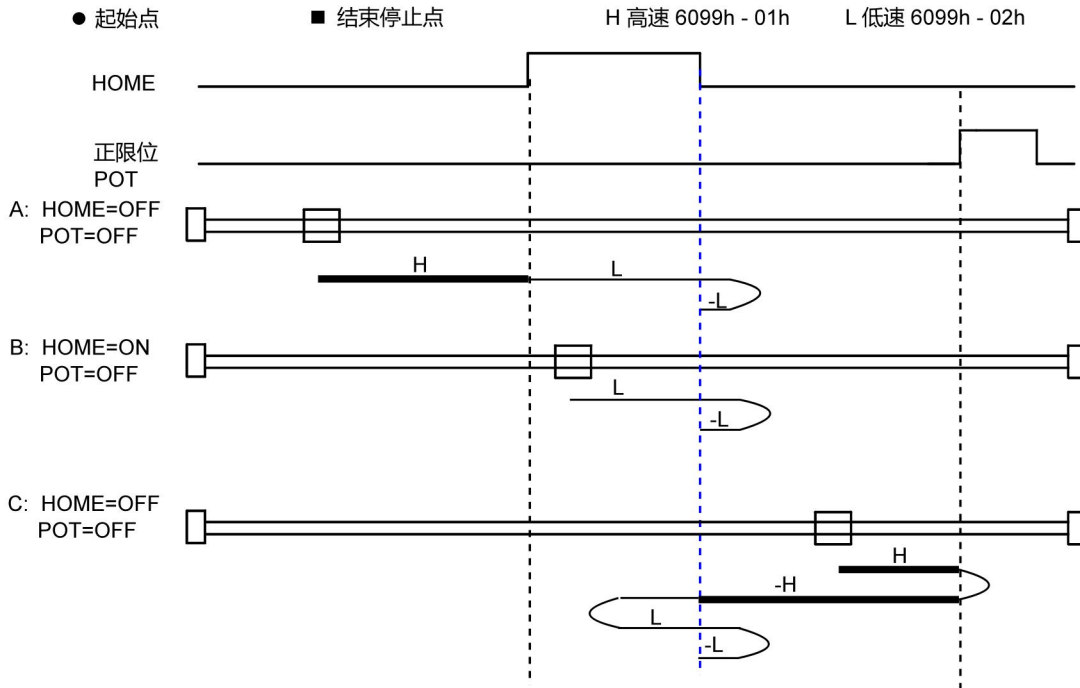 ● 起始点 ■ 结束停止点 H 高速 6099h - 01h L 低速 6099h - 02h
HOME
正限位
POT
A: HOME=OFF
POT=OFF
H L
-L
B: HOME=ON
POT=OFF
L
-L
C: HOME=OFF
POT=OFF
H
-H
L
-L